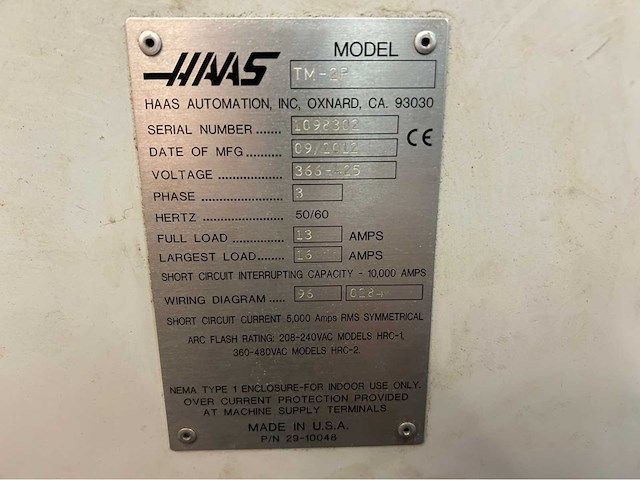 HAAS MODEL TM-2P
HAAS AUTOMATION, INC, OXNARD, CA. 93030
SERIAL NUMBER ....... 1098302 CE
DATE OF MFG ........... 09/2012
VOLTAGE ................. 366-425
PHASE ..................... 3
HERTZ ..................... 50/60
FULL LOAD .............. 13 AMPS
LARGEST LOAD........ AMPS
SHORT CIRCUIT INTERRUPTING CAPACITY - 10,000 AMPS
WIRING DIAGRAM ....... 96 0284
SHORT CIRCUIT CURRENT 5,000 Amps RMS SYMMETRICAL
ARC FLASH RATING: 208-240VAC MODELS HRC-1,
360-480VAC MODELS HRC-2.
NEMA TYPE 1 ENCLOSURE-FOR INDOOR USE ONLY.
OVER CURRENT PROTECTION PROVIDED
AT MACHINE SUPPLY TERMINALS
MADE IN U.S.A.
P/N 29-10048